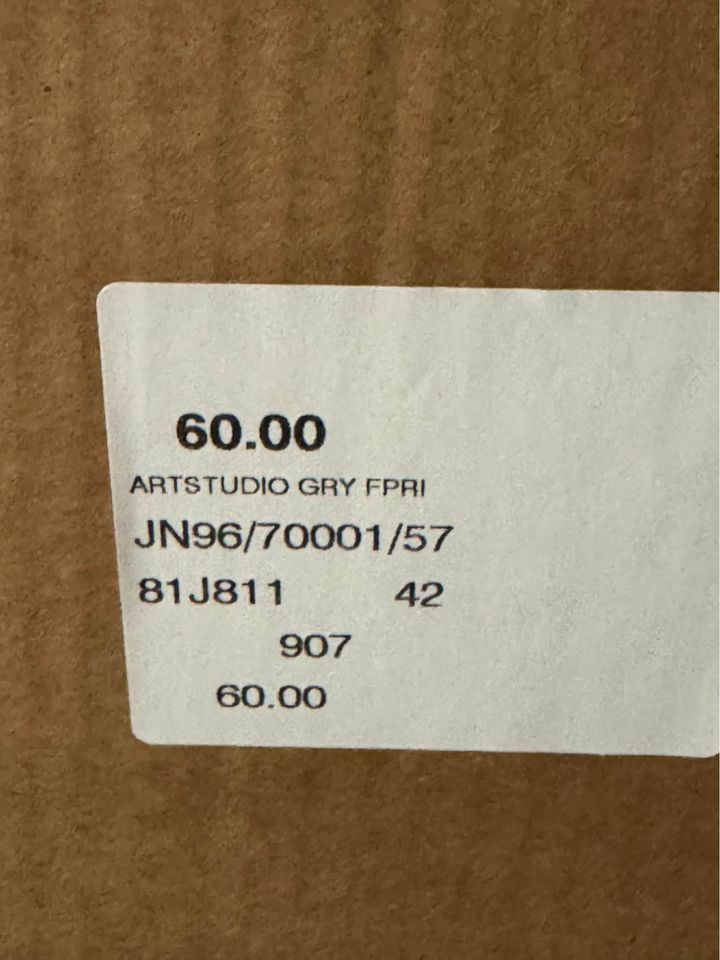 60.00
ARTSTUDIO GRY FPRI
JN96/70001/57
81J811 42
907
60.00